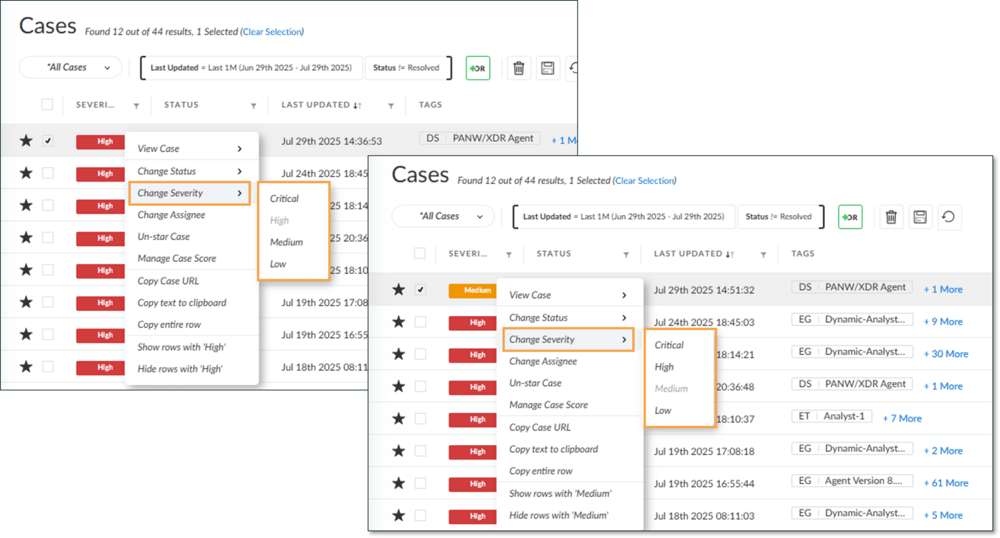 Cases Found 12 out of 44 results, 1 Selected (Clear Selection)
*All Cases Last Updated = Last 1M (Jun 29th 2025 - Jul 29th 2025) Status != Resolved +OR
SEVERI... STATUS LAST UPDATED TAGS
High Jul 29th 2025 14:36:53 DS PANW/XDR Agent + 1 M
View Case
High Jul 24th 2025 18:45
Change Status
Change Severity
Critical
High 25 18:14
Change Assignee
High
Un-star Case
High 25 20:36
Medium
Manage Case Score
Low
High 25 18:10
Copy Case URL
High Jul 19th 2025 17:08
Copy text to clipboard
Copy entire row
High Jul 19th 2025 16:55
Show rows with 'High'
High Jul 18th 2025 08:11
Hide rows with 'High'
Cases Found 12 out of 44 results, 1 Selected (Clear Selection)
*All Cases Last Updated = Last 1M (Jun 29th 2025 - Jul 29th 2025) Status != Resolved +OR
SEVERI... STATUS LAST UPDATED TAGS
Medium Jul 29th 2025 14:51:32 DS PANW/XDR Agent + 1 More
View Case
Change Status
High Jul 24th 2025 18:45:03 EG Dynamic-Analyst... + 9 More
Change Severity
Critical
High 18:14:21 EG Dynamic-Analyst... + 30 More
Change Assignee
High
Un-star Case
High 20:36:48 DS PANW/XDR Agent + 1 More
Medium
Manage Case Score
Low
High 18:10:37 ET Analyst-1 + 7 More
Copy Case URL
Copy text to clipboard
High Jul 19th 2025 17:08:18 EG Dynamic-Analyst... + 2 More
Copy entire row
High Jul 19th 2025 16:55:44 EG Agent Version 8.... + 61 More
Show rows with 'Medium'
High Jul 18th 2025 08:11:03 EG Dynamic-Analyst... + 5 More
Hide rows with 'Medium'